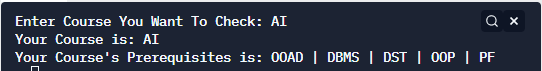 Enter Course You Want To Check: AI
Your Course is: AI
Your Course's Prerequisites is: OOAD | DBMS | DST | OOP | PF